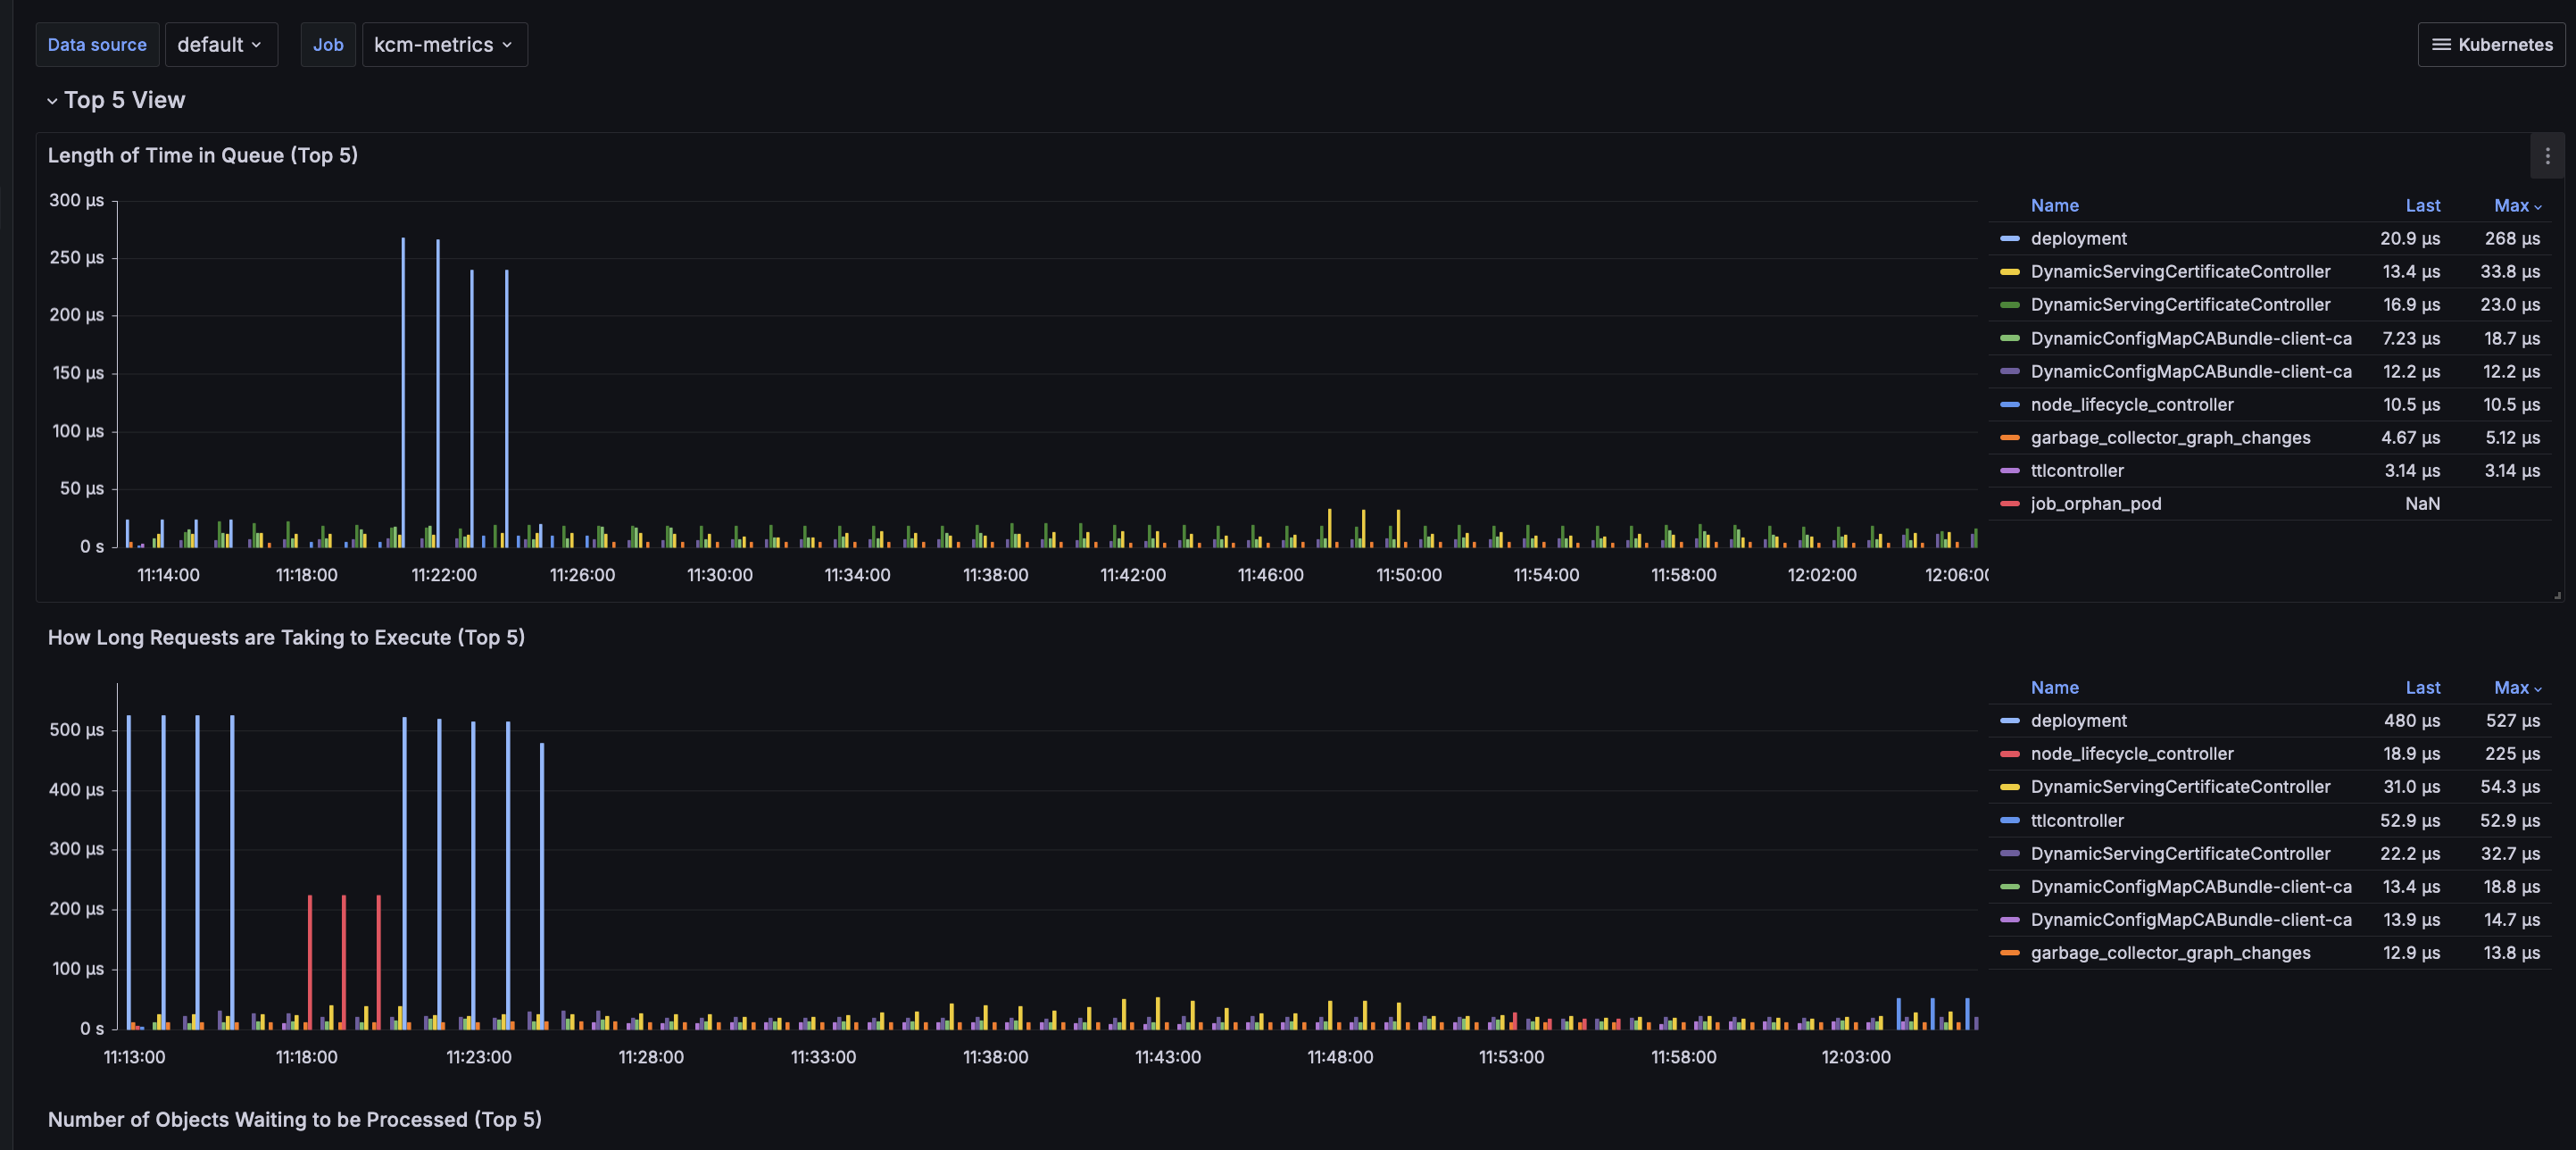 Data source default Job kcm-metrics Kubernetes
Top 5 View
Length of Time in Queue (Top 5)
300 µs
250 µs
200 µs
150 µs
100 µs
50 µs
0 s
11:14:00 11:18:00 11:22:00 11:26:00 11:30:00 11:34:00 11:38:00 11:42:00 11:46:00 11:50:00 11:54:00 11:58:00 12:02:00 12:06:00
Name Last Max
deployment 20.9 µs 268 µs
DynamicServingCertificateController 13.4 µs 33.8 µs
DynamicServingCertificateController 16.9 µs 23.0 µs
DynamicConfigMapCABundle-client-ca 7.23 µs 18.7 µs
DynamicConfigMapCABundle-client-ca 12.2 µs 12.2 µs
node_lifecycle_controller 10.5 µs 10.5 µs
garbage_collector_graph_changes 4.67 µs 5.12 µs
ttlcontroller 3.14 µs 3.14 µs
job_orphan_pod NaN
How Long Requests are Taking to Execute (Top 5)
500 µs
400 µs
300 µs
200 µs
100 µs
0 s
11:13:00 11:18:00 11:23:00 11:28:00 11:33:00 11:38:00 11:43:00 11:48:00 11:53:00 11:58:00 12:03:00
Name Last Max
deployment 480 µs 527 µs
node_lifecycle_controller 18.9 µs 225 µs
DynamicServingCertificateController 31.0 µs 54.3 µs
ttlcontroller 52.9 µs 52.9 µs
DynamicServingCertificateController 22.2 µs 32.7 µs
DynamicConfigMapCABundle-client-ca 13.4 µs 18.8 µs
DynamicConfigMapCABundle-client-ca 13.9 µs 14.7 µs
garbage_collector_graph_changes 12.9 µs 13.8 µs
Number of Objects Waiting to be Processed (Top 5)